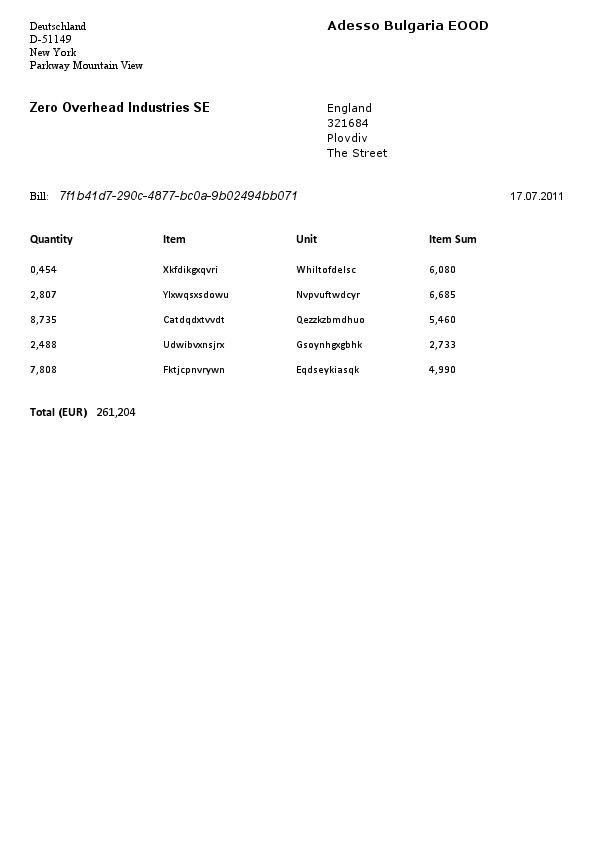 Deutschland
D-51149
New York
Parkway Mountain View
Adesso Bulgaria EOOD
Zero Overhead Industries SE
England
321684
Plovdiv
The Street
Bill: 7f1b41d7-290c-4877-bc0a-9b02494bb071 17.07.2011
Quantity Item Unit Item Sum
0,454 Xkfdikgxqvri Whiltofdelsc 6,080
2,807 Ylxwqsxsdowu Nvpvuftwdcyr 6,685
8,735 Catdqdxtvvdt Qezzkzbmdhuo 5,460
2,488 Udwibvxnsjrx Gsoynhgxgbhk 2,733
7,808 Fktjcpnvrywn Eqdseykiasqk 4,990
Total (EUR) 261,204